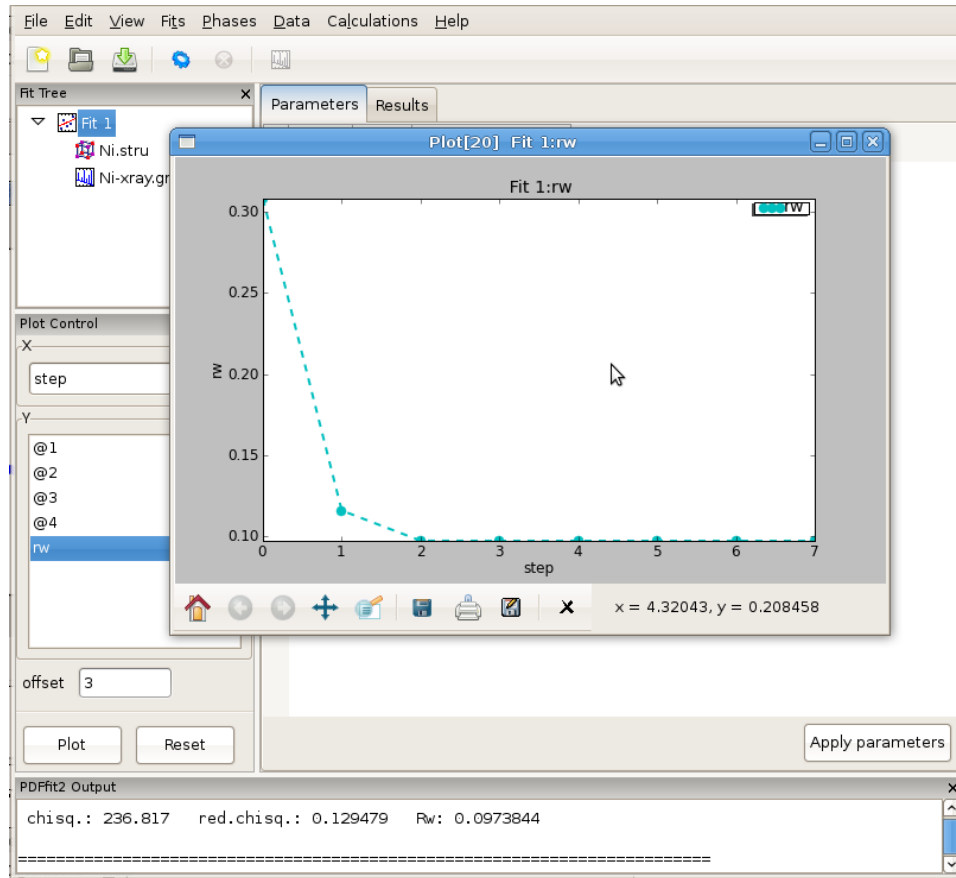 File Edit View Fits Phases Data Calculations Help
Fit Tree x
Fit 1
Ni.stru
Ni-xray.gr
Parameters Results
Plot[20] Fit 1:rw
Fit 1:rw
rw
0.30
0.25
0.20
0.15
0.10
rw
0 1 2 3 4 5 6 7
step
x = 4.32043, y = 0.208458
Plot Control
X
step
Y
@1
@2
@3
@4
rw
offset 3
Plot Reset
Apply parameters
PDFfit2 Output x
chisq.: 236.817 red.chisq.: 0.129479 Rw: 0.0973844
=========================================================================